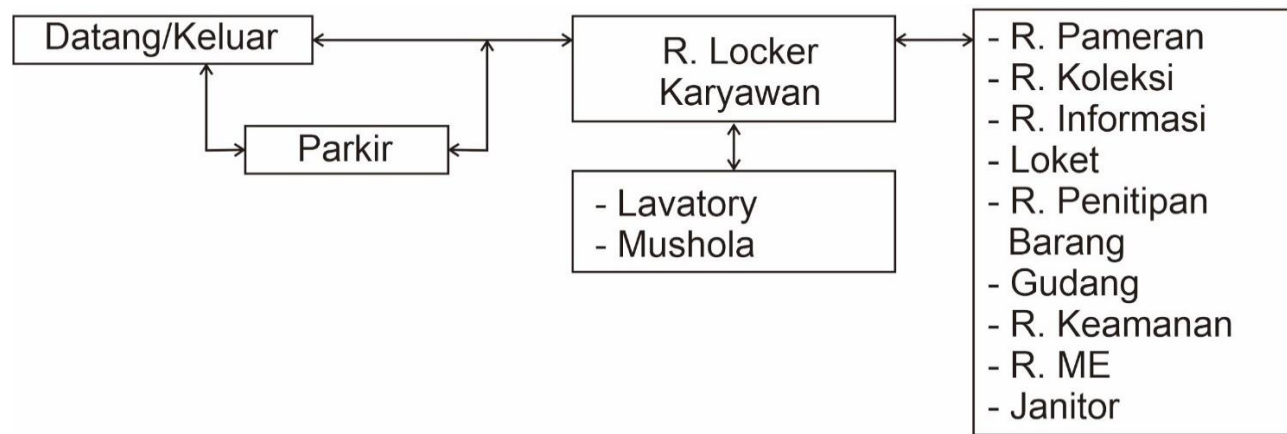 Datang/Keluar
Parkir
R. Locker
Karyawan
- Lavatory
- Mushola
- R. Pameran
- R. Koleksi
- R. Informasi
- Loket
- R. Penitipan
Barang
- Gudang
- R. Keamanan
- R. ME
- Janitor